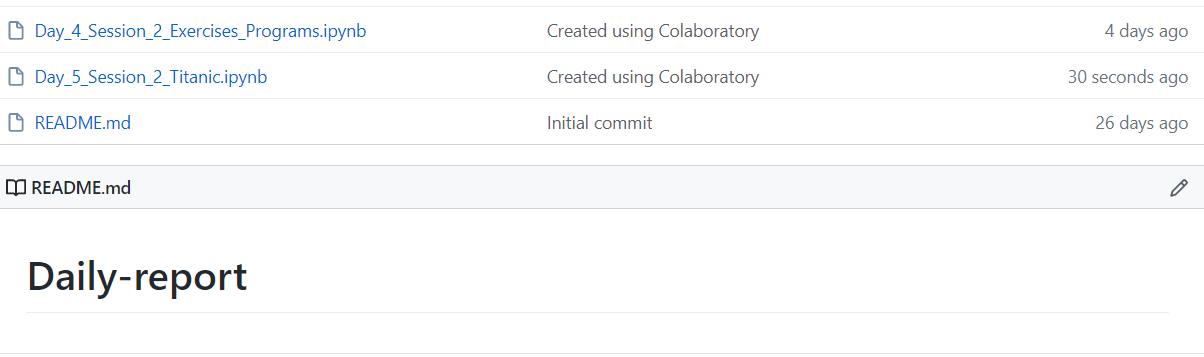 Day_4_Session_2_Exercises_Programs.ipynb Created using Colaboratory 4 days ago
Day_5_Session_2_Titanic.ipynb Created using Colaboratory 30 seconds ago
README.md Initial commit 26 days ago
README.md
Daily-report